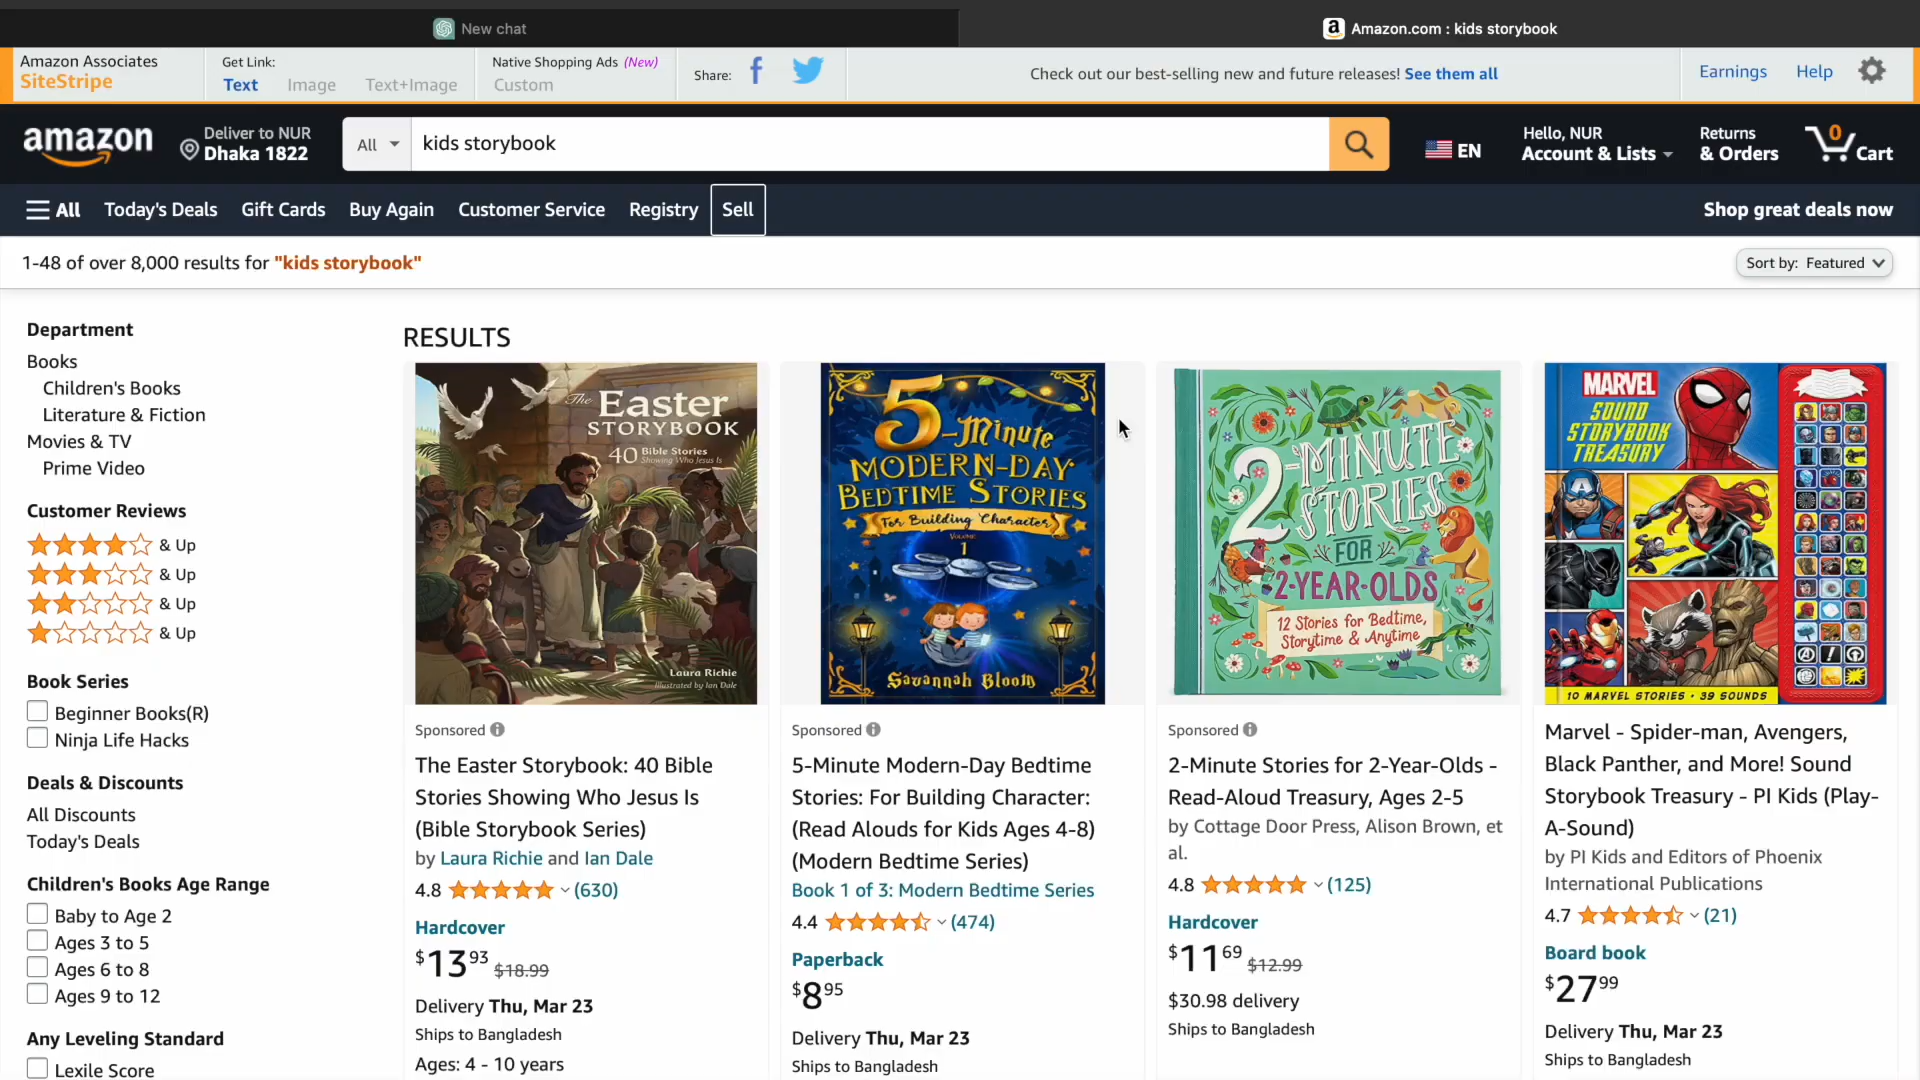 New chat
Amazon.com : kids storybook
Amazon Associates
SiteStripe
Get Link:
Text Image Text+Image
Native Shopping Ads (New)
Custom
Share:
Check out our best-selling new and future releases! See them all
Earnings Help
amazon
Deliver to NUR
Dhaka 1822
All
kids storybook
EN
Hello, NUR
Account & Lists
Returns
& Orders
0
Cart
All Today's Deals Gift Cards Buy Again Customer Service Registry Sell
Shop great deals now
1-48 of over 8,000 results for "kids storybook"
Sort by: Featured
Department
Books
Children's Books
Literature & Fiction
Movies & TV
Prime Video
Customer Reviews
& Up
& Up
& Up
& Up
Book Series
Beginner Books(R)
Ninja Life Hacks
Deals & Discounts
All Discounts
Today's Deals
Children's Books Age Range
Baby to Age 2
Ages 3 to 5
Ages 6 to 8
Ages 9 to 12
Any Leveling Standard
Lexile Score
RESULTS
The Easter
STORYBOOK
40 Bible Stories
Showing Who Jesus Is
Laura Richie
Illustrated by Ian Dale
Sponsored
The Easter Storybook: 40 Bible
Stories Showing Who Jesus Is
(Bible Storybook Series)
by Laura Richie and Ian Dale
4.8 (630)
Hardcover
$13 93 $18.99
Delivery Thu, Mar 23
Ships to Bangladesh
Ages: 4 - 10 years
5-Minute
MODERN-DAY
BEDTIME STORIES
For Building Character
VOLUME
1
Savannah Bloom
Sponsored
5-Minute Modern-Day Bedtime
Stories: For Building Character:
(Read Alouds for Kids Ages 4-8)
(Modern Bedtime Series)
Book 1 of 3: Modern Bedtime Series
4.4 (474)
Paperback
$8 95
Delivery Thu, Mar 23
Ships to Bangladesh
2-MINUTE
STORIES
FOR
2-YEAR-OLDS
12 Stories for Bedtime,
Storytime & Anytime
Sponsored
2-Minute Stories for 2-Year-Olds -
Read-Aloud Treasury, Ages 2-5
by Cottage Door Press, Alison Brown, et
al.
4.8 (125)
Hardcover
$11 69 $12.99
$30.98 delivery
Ships to Bangladesh
MARVEL
SOUND
STORYBOOK
TREASURY
10 MARVEL STORIES • 39 SOUNDS
Marvel - Spider-man, Avengers,
Black Panther, and More! Sound
Storybook Treasury - PI Kids (Play-
A-Sound)
by PI Kids and Editors of Phoenix
International Publications
4.7 (21)
Board book
$27 99
Delivery Thu, Mar 23
Ships to Bangladesh